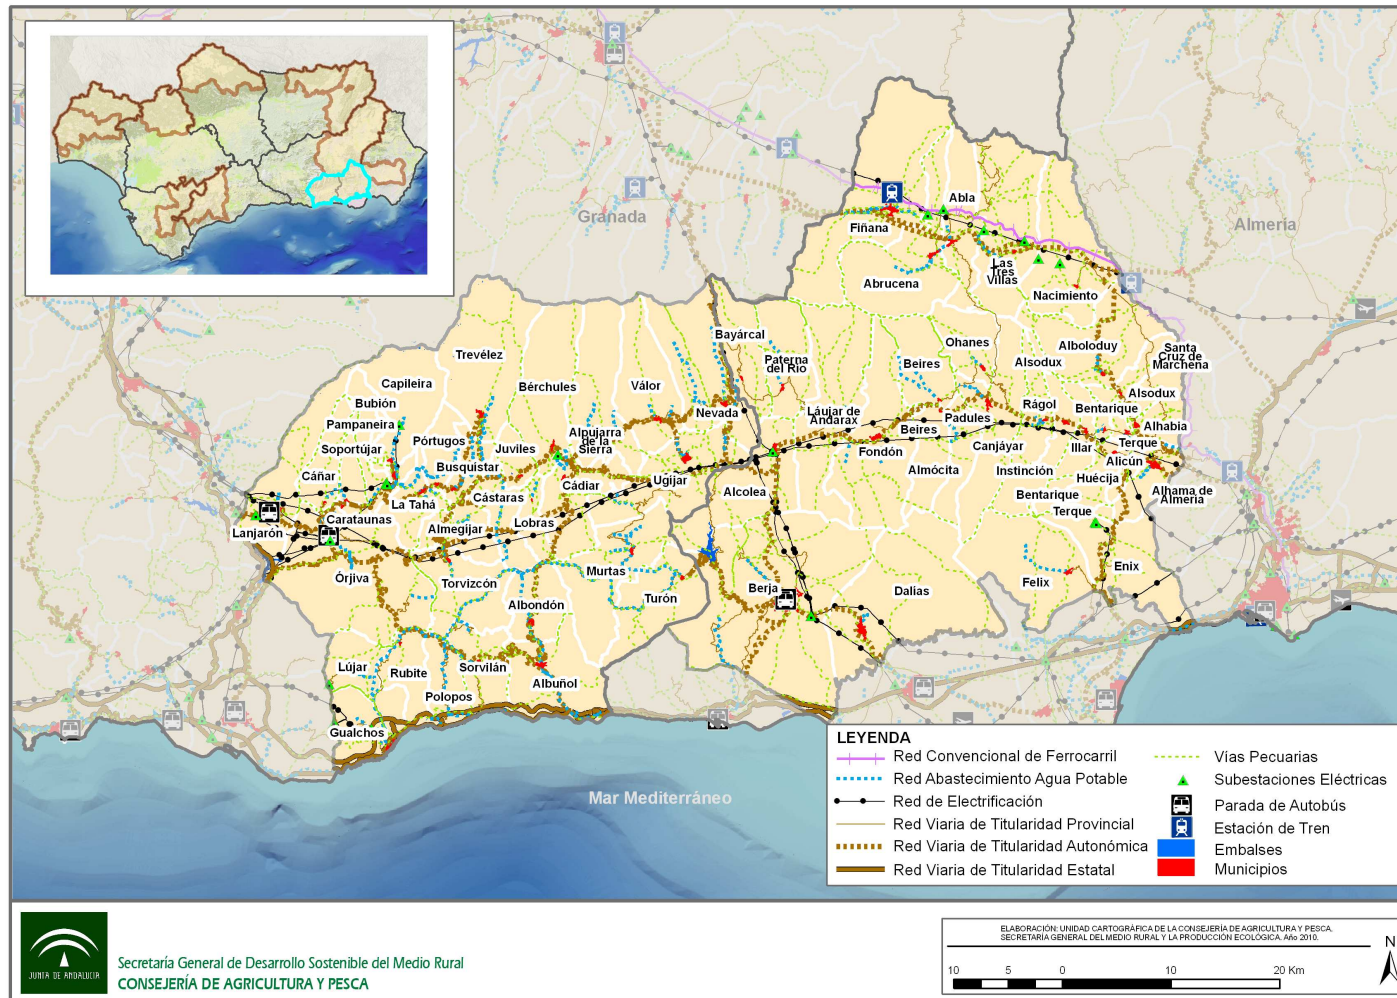 Granada
Almería
Abla
Fiñana
Las
Tres
Villas
Abrucena
Nacimiento
Bayárcal
Paterna
del Río
Ohanes
Alboloduy
Santa
Cruz de
Marchena
Trevélez
Beires
Alsodux
Capileira
Bérchules
Válor
Alsodux
Bubión
Nevada
Láujar de
Andarax
Padules
Rágol
Bentarique
Pampaneira
Alpujarra
de la
Sierra
Beires
Alhabia
Pórtugos
Juviles
Fondón
Canjáyar
Illar
Terque
Soportújar
Busquistar
Almócita
Instinción
Alicún
Cáñar
La Tahá
Cástaras
Cádiar
Ugijar
Alcolea
Huécija
Alhama de
Almería
Bentarique
Terque
Lanjarón
Carataunas
Almegijar
Lobras
Órjiva
Torvizcón
Murtas
Felix
Enix
Albondón
Turón
Berja
Dalías
Lújar
Rubite
Sorvilán
Polopos
Albuñol
Gualchos
Mar Mediterráneo
LEYENDA
Red Convencional de Ferrocarril
Red Abastecimiento Agua Potable
Red de Electrificación
Red Viaria de Titularidad Provincial
Red Viaria de Titularidad Autonómica
Red Viaria de Titularidad Estatal
Vías Pecuarias
Subestaciones Eléctricas
Parada de Autobús
Estación de Tren
Embalses
Municipios
JUNTA DE ANDALUCIA
Secretaría General de Desarrollo Sostenible del Medio Rural
CONSEJERÍA DE AGRICULTURA Y PESCA
ELABORACIÓN: UNIDAD CARTOGRÁFICA DE LA CONSEJERÍA DE AGRICULTURA Y PESCA.
SECRETARÍA GENERAL DEL MEDIO RURAL Y LA PRODUCCIÓN ECOLÓGICA. Año 2010.
10 5 0 10 20 Km
N